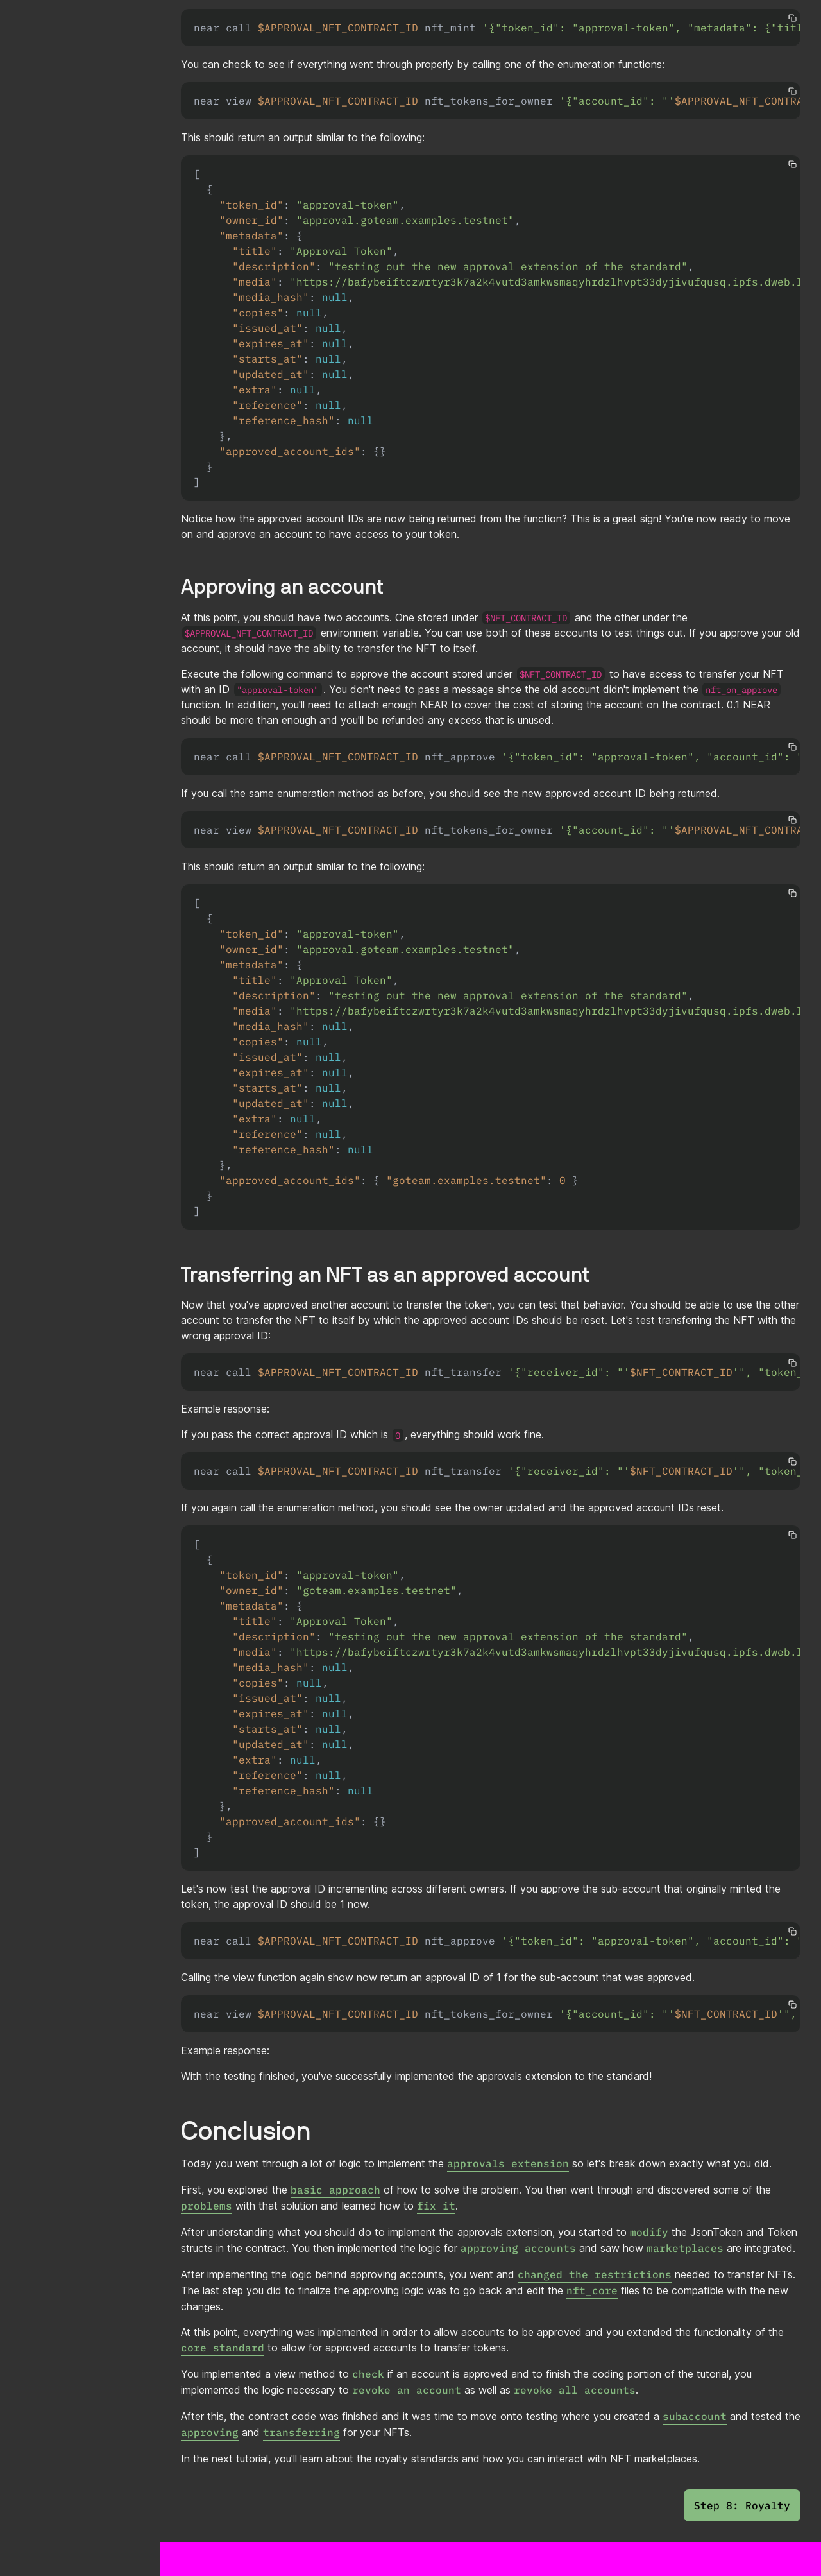 near call $APPROVAL_NFT_CONTRACT_ID nft_mint '{"token_id": "approval-token", "metadata": {"titl
You can check to see if everything went through properly by calling one of the enumeration functions:
near view $APPROVAL_NFT_CONTRACT_ID nft_tokens_for_owner '{"account_id": "'$APPROVAL_NFT_CONTRA
This should return an output similar to the following:
[
  {
    "token_id": "approval-token",
    "owner_id": "approval.goteam.examples.testnet",
    "metadata": {
      "title": "Approval Token",
      "description": "testing out the new approval extension of the standard",
      "media": "https://bafybeiftczwrtyr3k7a2k4vutd3amkwsmaqyhrdzlhvpt33dyjivufqusq.ipfs.dweb.l
      "media_hash": null,
      "copies": null,
      "issued_at": null,
      "expires_at": null,
      "starts_at": null,
      "updated_at": null,
      "extra": null,
      "reference": null,
      "reference_hash": null
    },
    "approved_account_ids": {}
  }
]
Notice how the approved account IDs are now being returned from the function? This is a great sign! You're now ready to move
on and approve an account to have access to your token.
Approving an account
At this point, you should have two accounts. One stored under $NFT_CONTRACT_ID and the other under the
$APPROVAL_NFT_CONTRACT_ID environment variable. You can use both of these accounts to test things out. If you approve your old
account, it should have the ability to transfer the NFT to itself.
Execute the following command to approve the account stored under $NFT_CONTRACT_ID to have access to transfer your NFT
with an ID "approval-token" . You don't need to pass a message since the old account didn't implement the nft_on_approve
function. In addition, you'll need to attach enough NEAR to cover the cost of storing the account on the contract. 0.1 NEAR
should be more than enough and you'll be refunded any excess that is unused.
near call $APPROVAL_NFT_CONTRACT_ID nft_approve '{"token_id": "approval-token", "account_id": "
If you call the same enumeration method as before, you should see the new approved account ID being returned.
near view $APPROVAL_NFT_CONTRACT_ID nft_tokens_for_owner '{"account_id": "'$APPROVAL_NFT_CONTRA
This should return an output similar to the following:
[
  {
    "token_id": "approval-token",
    "owner_id": "approval.goteam.examples.testnet",
    "metadata": {
      "title": "Approval Token",
      "description": "testing out the new approval extension of the standard",
      "media": "https://bafybeiftczwrtyr3k7a2k4vutd3amkwsmaqyhrdzlhvpt33dyjivufqusq.ipfs.dweb.l
      "media_hash": null,
      "copies": null,
      "issued_at": null,
      "expires_at": null,
      "starts_at": null,
      "updated_at": null,
      "extra": null,
      "reference": null,
      "reference_hash": null
    },
    "approved_account_ids": { "goteam.examples.testnet": 0 }
  }
]
Transferring an NFT as an approved account
Now that you've approved another account to transfer the token, you can test that behavior. You should be able to use the other
account to transfer the NFT to itself by which the approved account IDs should be reset. Let's test transferring the NFT with the
wrong approval ID:
near call $APPROVAL_NFT_CONTRACT_ID nft_transfer '{"receiver_id": "'$NFT_CONTRACT_ID'", "token_
Example response:
If you pass the correct approval ID which is 0 , everything should work fine.
near call $APPROVAL_NFT_CONTRACT_ID nft_transfer '{"receiver_id": "'$NFT_CONTRACT_ID'", "token_
If you again call the enumeration method, you should see the owner updated and the approved account IDs reset.
[
  {
    "token_id": "approval-token",
    "owner_id": "goteam.examples.testnet",
    "metadata": {
      "title": "Approval Token",
      "description": "testing out the new approval extension of the standard",
      "media": "https://bafybeiftczwrtyr3k7a2k4vutd3amkwsmaqyhrdzlhvpt33dyjivufqusq.ipfs.dweb.l
      "media_hash": null,
      "copies": null,
      "issued_at": null,
      "expires_at": null,
      "starts_at": null,
      "updated_at": null,
      "extra": null,
      "reference": null,
      "reference_hash": null
    },
    "approved_account_ids": {}
  }
]
Let's now test the approval ID incrementing across different owners. If you approve the sub-account that originally minted the
token, the approval ID should be 1 now.
near call $APPROVAL_NFT_CONTRACT_ID nft_approve '{"token_id": "approval-token", "account_id": "
Calling the view function again show now return an approval ID of 1 for the sub-account that was approved.
near view $APPROVAL_NFT_CONTRACT_ID nft_tokens_for_owner '{"account_id": "'$NFT_CONTRACT_ID'",
Example response:
With the testing finished, you've successfully implemented the approvals extension to the standard!
Conclusion
Today you went through a lot of logic to implement the approvals extension so let's break down exactly what you did.
First, you explored the basic approach of how to solve the problem. You then went through and discovered some of the
problems with that solution and learned how to fix it.
After understanding what you should do to implement the approvals extension, you started to modify the JsonToken and Token
structs in the contract. You then implemented the logic for approving accounts and saw how marketplaces are integrated.
After implementing the logic behind approving accounts, you went and changed the restrictions needed to transfer NFTs.
The last step you did to finalize the approving logic was to go back and edit the nft_core files to be compatible with the new
changes.
At this point, everything was implemented in order to allow accounts to be approved and you extended the functionality of the
core standard to allow for approved accounts to transfer tokens.
You implemented a view method to check if an account is approved and to finish the coding portion of the tutorial, you
implemented the logic necessary to revoke an account as well as revoke all accounts.
After this, the contract code was finished and it was time to move onto testing where you created a subaccount and tested the
approving and transferring for your NFTs.
In the next tutorial, you'll learn about the royalty standards and how you can interact with NFT marketplaces.
Step 8: Royalty